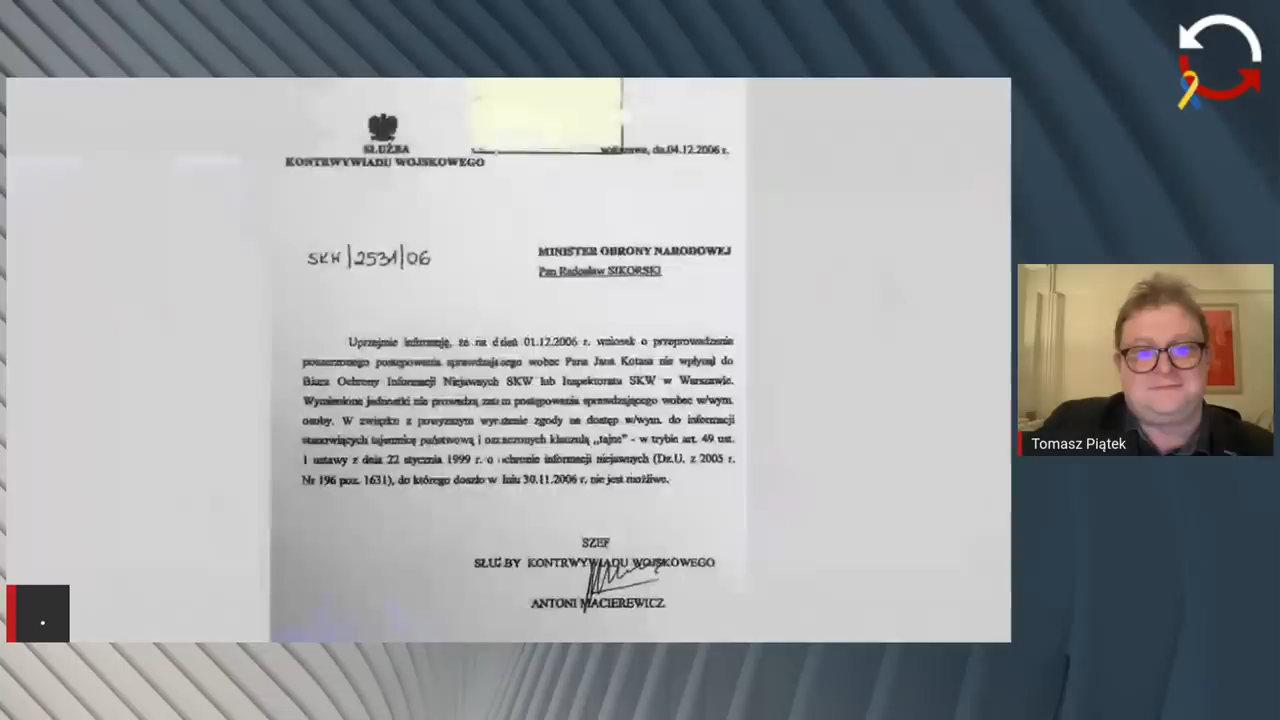 SŁUŻBA
KONTRWYWIADU WOJSKOWEGO
Warszawa, dn.04.12.2006 r.
SKW/2531/06
MINISTER OBRONY NARODOWEJ
Pan Radosław SIKORSKI
Uprzejmie informuję, że na dzień 01.12.2006 r. wniosek o przeprowadzenie
poszerzonego postępowania sprawdzającego wobec Pana Jana Kotasa nie wpłynął do
Biura Ochrony Informacji Niejawnych SKW lub Inspektoratu SKW w Warszawie.
Wymienione jednostki nie prowadzą zatem postępowania sprawdzającego wobec w/wym.
osoby. W związku z powyższym wyrażenie zgody na dostęp w/wym. do informacji
stanowiących tajemnicę państwową i oznaczonych klauzulą „tajne” - w trybie art. 49 ust.
1 ustawy z dnia 22 stycznia 1999 r. o ochronie informacji niejawnych (Dz.U. z 2005 r.
Nr 196 poz. 1631), do którego doszło w dniu 30.11.2006 r. nie jest możliwe.
SZEF
SŁUŻBY KONTRWYWIADU WOJSKOWEGO
ANTONI MACIEREWICZ
Tomasz Piątek